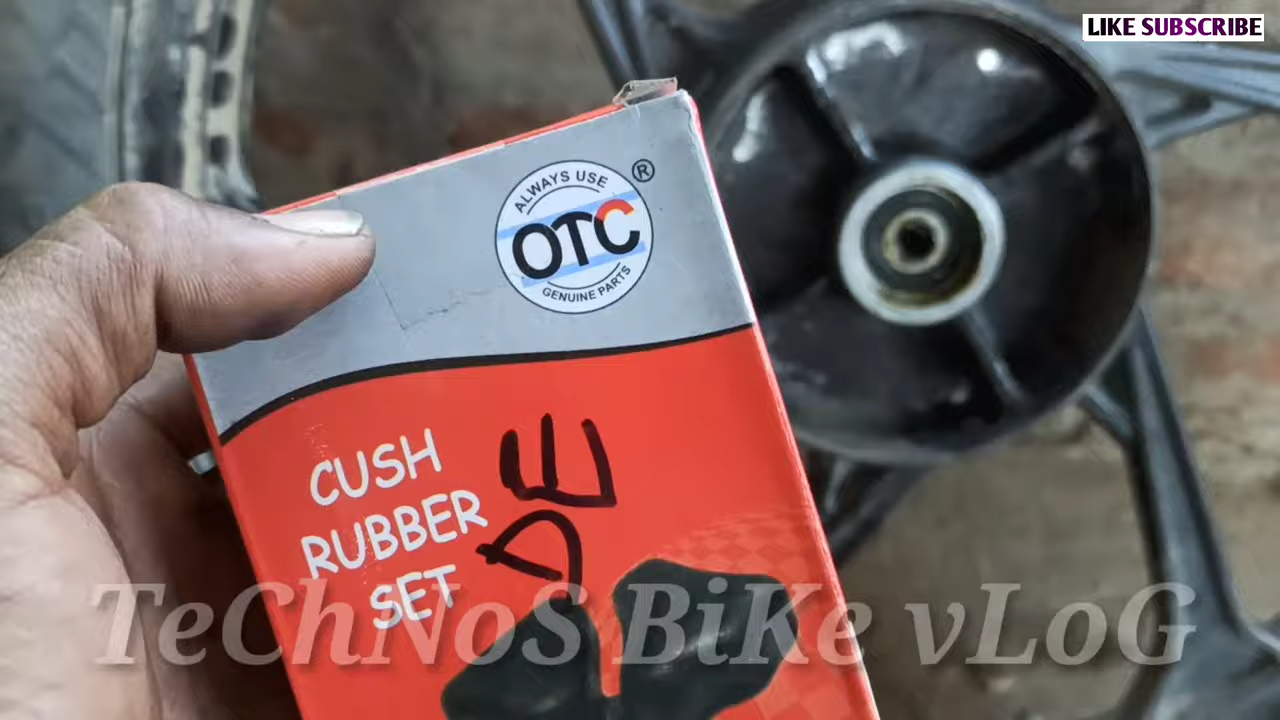 LIKE SUBSCRIBE
ALWAYS USE
OTC
®
GENUINE PARTS
CUSH
RUBBER
SET
TeChNoS BiKe vLoG